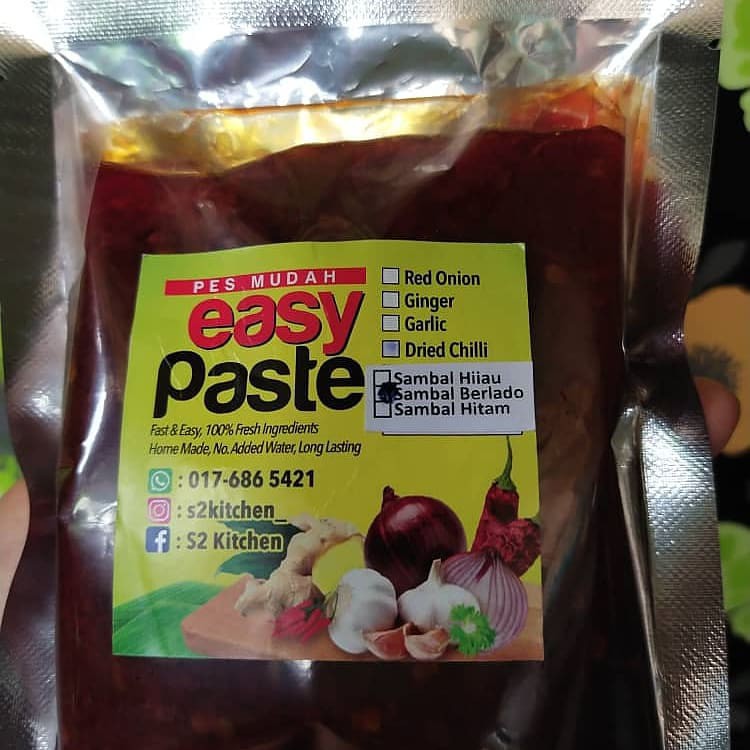 PES MUDAH
easy
paste
Fast & Easy, 100% Fresh Ingredients
Home Made, No. Added Water, Long Lasting
: 017-686 5421
: s2kitchen_
: S2 Kitchen
Red Onion
Ginger
Garlic
Dried Chilli
Sambal Hijau
Sambal Berlado
Sambal Hitam